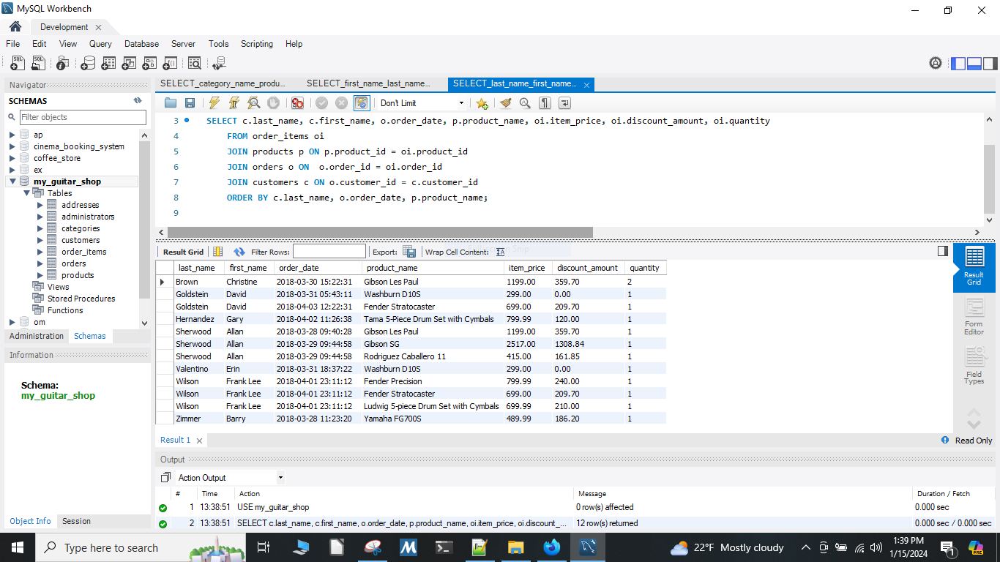 MySQL Workbench
Development
File Edit View Query Database Server Tools Scripting Help
Navigator
SCHEMAS
Filter objects
ap
cinema_booking_system
coffee_store
ex
my_guitar_shop
Tables
addresses
administrators
categories
customers
order_items
orders
products
Views
Stored Procedures
Functions
om
Administration Schemas
Information
Schema:
my_guitar_shop
Object Info Session
SELECT_category_name_produ... SELECT_first_name_last_name... SELECT_last_name_first_name...
Don't Limit
3 SELECT c.last_name, c.first_name, o.order_date, p.product_name, oi.item_price, oi.discount_amount, oi.quantity
4 FROM order_items oi
5 JOIN products p ON p.product_id = oi.product_id
6 JOIN orders o ON  o.order_id = oi.order_id
7 JOIN customers c ON o.customer_id = c.customer_id
8 ORDER BY c.last_name, o.order_date, p.product_name;
9
Result Grid Filter Rows: Export: Wrap Cell Content:
last_name first_name order_date product_name item_price discount_amount quantity
Brown Christine 2018-03-30 15:22:31 Gibson Les Paul 1199.00 359.70 2
Goldstein David 2018-03-31 05:43:11 Washburn D10S 299.00 0.00 1
Goldstein David 2018-04-03 12:22:31 Fender Stratocaster 699.00 209.70 1
Hernandez Gary 2018-04-02 11:26:38 Tama 5-Piece Drum Set with Cymbals 799.99 120.00 1
Sherwood Allan 2018-03-28 09:40:28 Gibson Les Paul 1199.00 359.70 1
Sherwood Allan 2018-03-29 09:44:58 Gibson SG 2517.00 1308.84 1
Sherwood Allan 2018-03-29 09:44:58 Rodriguez Caballero 11 415.00 161.85 1
Valentino Erin 2018-03-31 18:37:22 Washburn D10S 299.00 0.00 1
Wilson Frank Lee 2018-04-01 23:11:12 Fender Precision 799.99 240.00 1
Wilson Frank Lee 2018-04-01 23:11:12 Fender Stratocaster 699.00 209.70 1
Wilson Frank Lee 2018-04-01 23:11:12 Ludwig 5-piece Drum Set with Cymbals 699.99 210.00 1
Zimmer Barry 2018-03-28 11:23:20 Yamaha FG700S 489.99 186.20 1
Result Grid
Form Editor
Field Types
Result 1
Read Only
Output
Action Output
# Time Action Message Duration / Fetch
1 13:38:51 USE my_guitar_shop 0 row(s) affected 0.000 sec
2 13:38:51 SELECT c.last_name, c.first_name, o.order_date, p.product_name, oi.item_price, oi.discount_... 12 row(s) returned 0.000 sec / 0.000 sec
Type here to search
22°F Mostly cloudy
1:39 PM
1/15/2024
1
PRE